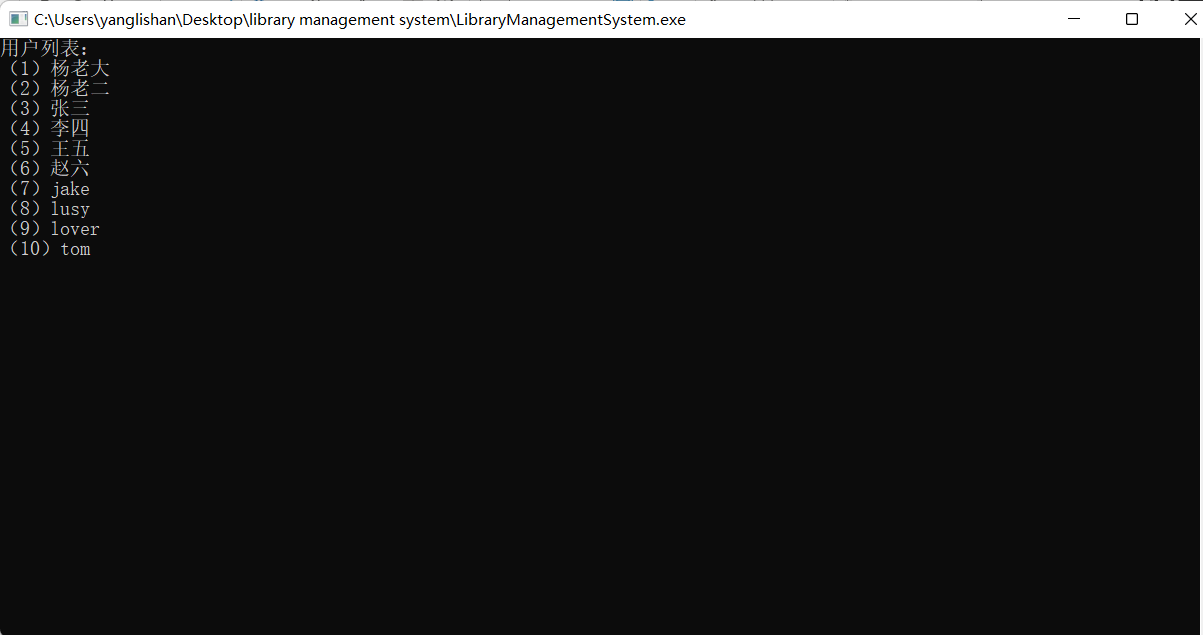 C:\Users\yanglishan\Desktop\library management system\LibraryManagementSystem.exe
用户列表：
（1）杨老大
（2）杨老二
（3）张三
（4）李四
（5）王五
（6）赵六
（7）jake
（8）lusy
（9）lover
（10）tom